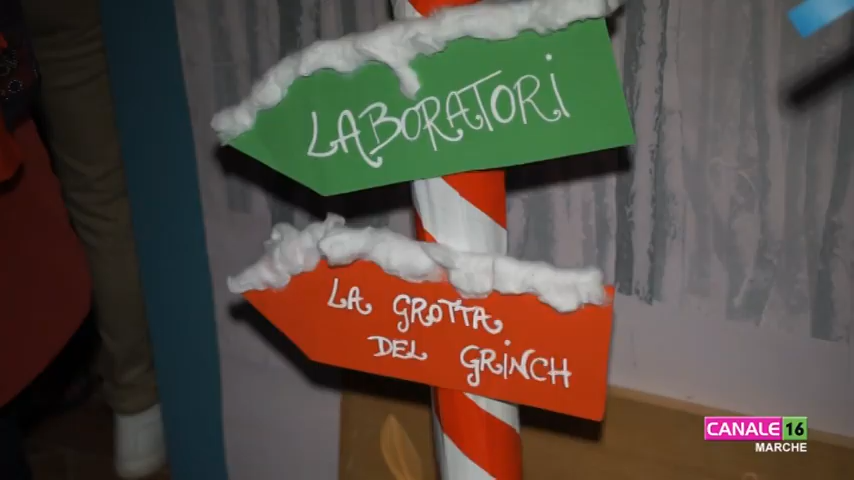 LABORATORI
LA GROTTA
DEL GRINCH
CANALE 16
MARCHE